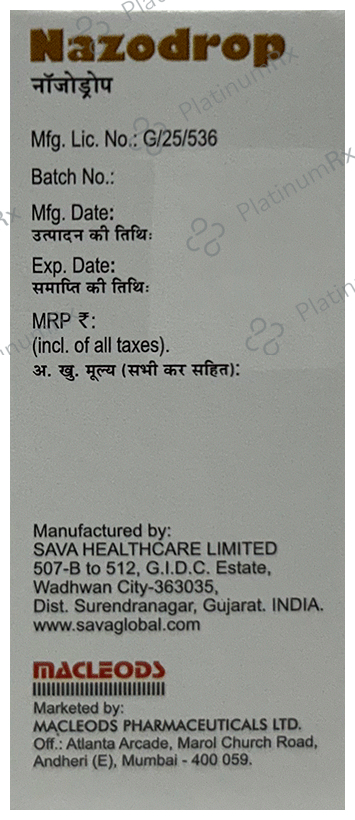 Nazodrop
नॉजोड्रोप
Mfg. Lic. No.: G/25/536
Batch No.:
Mfg. Date:
उत्पादन की तिथिः
Exp. Date:
समाप्ति की तिथिः
MRP ₹:
(incl. of all taxes).
अ. खु. मूल्य (सभी कर सहित):
Manufactured by:
SAVA HEALTHCARE LIMITED
507-B to 512, G.I.D.C. Estate,
Wadhwan City-363035,
Dist. Surendranagar, Gujarat. INDIA.
www.savaglobal.com
MACLEODS
Marketed by:
MACLEODS PHARMACEUTICALS LTD.
Off.: Atlanta Arcade, Marol Church Road,
Andheri (E), Mumbai - 400 059.
PlatinumRx
PlatinumRx